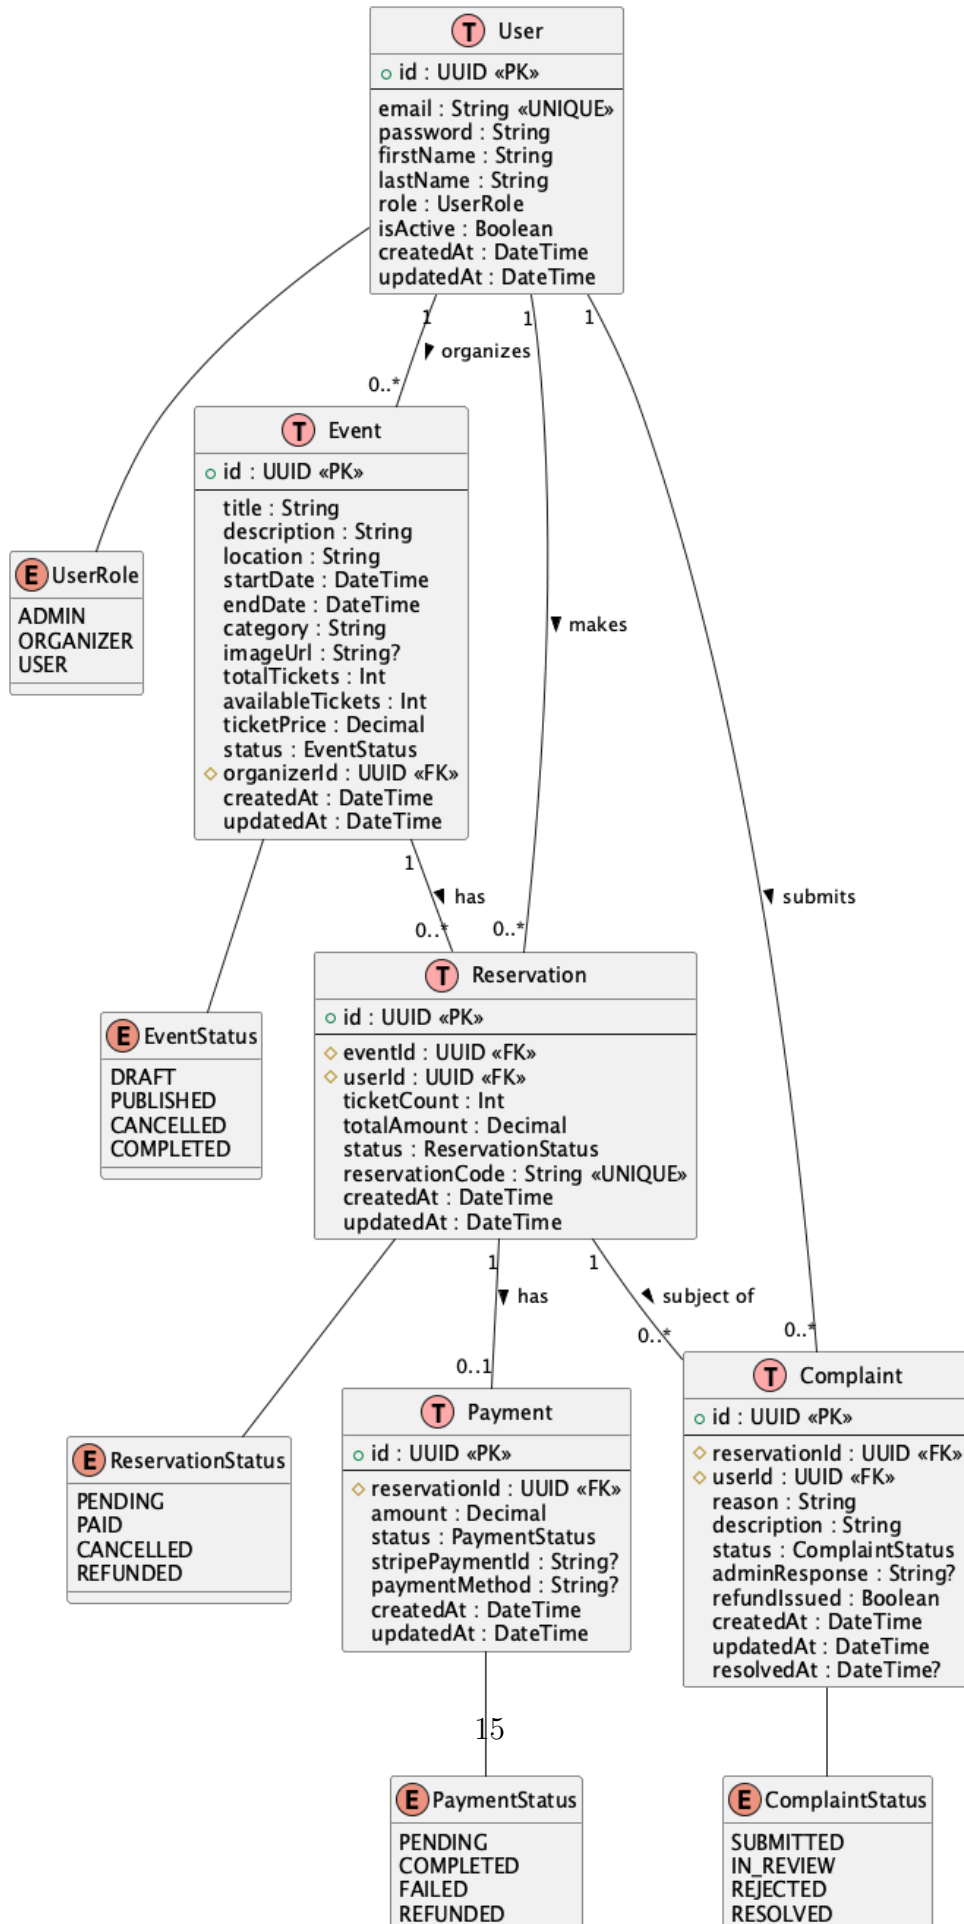 T User
id : UUID «PK»
email : String «UNIQUE»
password : String
firstName : String
lastName : String
role : UserRole
isActive : Boolean
createdAt : DateTime
updatedAt : DateTime
1
1
1
organizes
0..*
T Event
id : UUID «PK»
title : String
description : String
location : String
startDate : DateTime
endDate : DateTime
category : String
imageUrl : String?
totalTickets : Int
availableTickets : Int
ticketPrice : Decimal
status : EventStatus
organizerId : UUID «FK»
createdAt : DateTime
updatedAt : DateTime
E UserRole
ADMIN
ORGANIZER
USER
makes
1
has
submits
0..*
0..*
E EventStatus
DRAFT
PUBLISHED
CANCELLED
COMPLETED
T Reservation
id : UUID «PK»
eventId : UUID «FK»
userId : UUID «FK»
ticketCount : Int
totalAmount : Decimal
status : ReservationStatus
reservationCode : String «UNIQUE»
createdAt : DateTime
updatedAt : DateTime
1
1
has
subject of
0..1
0..*
0..*
E ReservationStatus
PENDING
PAID
CANCELLED
REFUNDED
T Payment
id : UUID «PK»
reservationId : UUID «FK»
amount : Decimal
status : PaymentStatus
stripePaymentId : String?
paymentMethod : String?
createdAt : DateTime
updatedAt : DateTime
T Complaint
id : UUID «PK»
reservationId : UUID «FK»
userId : UUID «FK»
reason : String
description : String
status : ComplaintStatus
adminResponse : String?
refundIssued : Boolean
createdAt : DateTime
updatedAt : DateTime
resolvedAt : DateTime?
15
E PaymentStatus
PENDING
COMPLETED
FAILED
REFUNDED
E ComplaintStatus
SUBMITTED
IN_REVIEW
REJECTED
RESOLVED